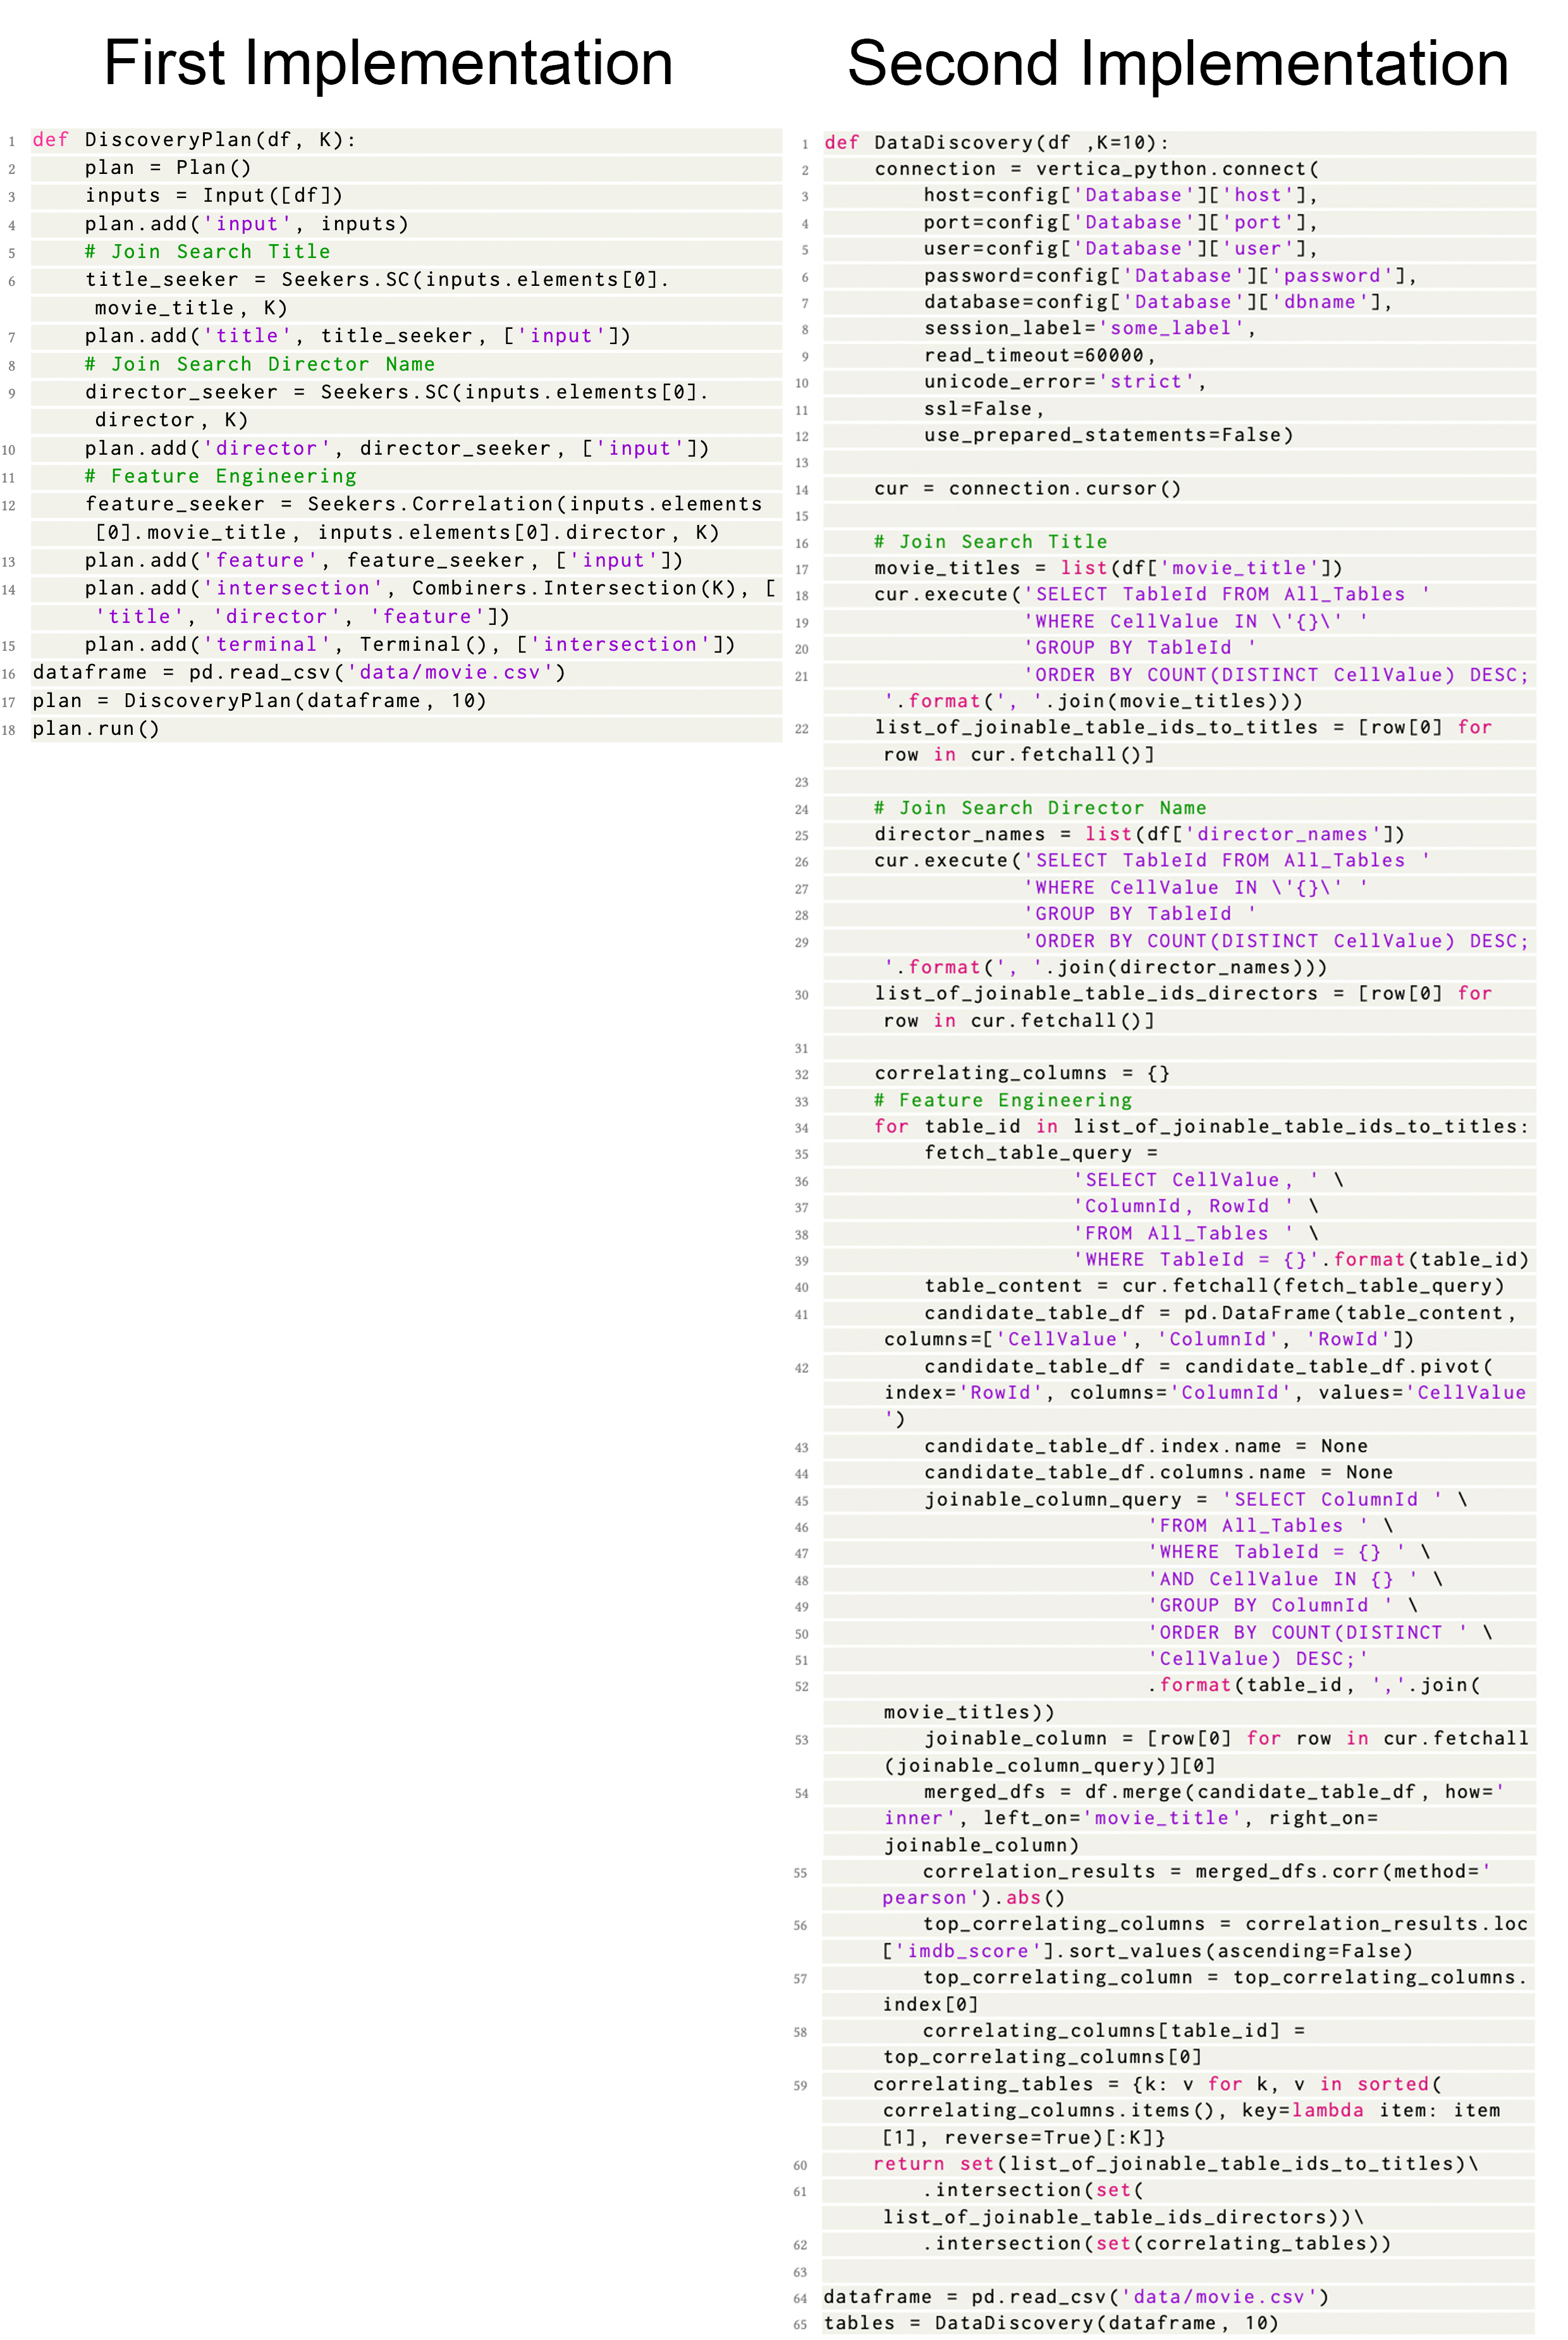 First Implementation
1 def DiscoveryPlan(df, K):
2     plan = Plan()
3     inputs = Input([df])
4     plan.add('input', inputs)
5     # Join Search Title
6     title_seeker = Seekers.SC(inputs.elements[0].
movie_title, K)
7     plan.add('title', title_seeker, ['input'])
8     # Join Search Director Name
9     director_seeker = Seekers.SC(inputs.elements[0].
director, K)
10     plan.add('director', director_seeker, ['input'])
11     # Feature Engineering
12     feature_seeker = Seekers.Correlation(inputs.elements
[0].movie_title, inputs.elements[0].director, K)
13     plan.add('feature', feature_seeker, ['input'])
14     plan.add('intersection', Combiners.Intersection(K), [
'title', 'director', 'feature'])
15     plan.add('terminal', Terminal(), ['intersection'])
16 dataframe = pd.read_csv('data/movie.csv')
17 plan = DiscoveryPlan(dataframe, 10)
18 plan.run()
Second Implementation
1 def DataDiscovery(df ,K=10):
2     connection = vertica_python.connect(
3         host=config['Database']['host'],
4         port=config['Database']['port'],
5         user=config['Database']['user'],
6         password=config['Database']['password'],
7         database=config['Database']['dbname'],
8         session_label='some_label',
9         read_timeout=60000,
10         unicode_error='strict',
11         ssl=False,
12         use_prepared_statements=False)
13
14     cur = connection.cursor()
15
16     # Join Search Title
17     movie_titles = list(df['movie_title'])
18     cur.execute('SELECT TableId FROM All_Tables '
19                 'WHERE CellValue IN \'{}\' '
20                 'GROUP BY TableId '
21                 'ORDER BY COUNT(DISTINCT CellValue) DESC;
'.format(', '.join(movie_titles)))
22     list_of_joinable_table_ids_to_titles = [row[0] for
row in cur.fetchall()]
23
24     # Join Search Director Name
25     director_names = list(df['director_names'])
26     cur.execute('SELECT TableId FROM All_Tables '
27                 'WHERE CellValue IN \'{}\' '
28                 'GROUP BY TableId '
29                 'ORDER BY COUNT(DISTINCT CellValue) DESC;
'.format(', '.join(director_names)))
30     list_of_joinable_table_ids_directors = [row[0] for
row in cur.fetchall()]
31
32     correlating_columns = {}
33     # Feature Engineering
34     for table_id in list_of_joinable_table_ids_to_titles:
35         fetch_table_query =
36                     'SELECT CellValue, ' \
37                     'ColumnId, RowId ' \
38                     'FROM All_Tables ' \
39                     'WHERE TableId = {}'.format(table_id)
40         table_content = cur.fetchall(fetch_table_query)
41         candidate_table_df = pd.DataFrame(table_content,
columns=['CellValue', 'ColumnId', 'RowId'])
42         candidate_table_df = candidate_table_df.pivot(
index='RowId', columns='ColumnId', values='CellValue
')
43         candidate_table_df.index.name = None
44         candidate_table_df.columns.name = None
45         joinable_column_query = 'SELECT ColumnId ' \
46                           'FROM All_Tables ' \
47                           'WHERE TableId = {} ' \
48                           'AND CellValue IN {} ' \
49                           'GROUP BY ColumnId ' \
50                           'ORDER BY COUNT(DISTINCT ' \
51                           'CellValue) DESC;'
52                           .format(table_id, ','.join(
movie_titles))
53         joinable_column = [row[0] for row in cur.fetchall
(joinable_column_query)][0]
54         merged_dfs = df.merge(candidate_table_df, how='
inner', left_on='movie_title', right_on=
joinable_column)
55         correlation_results = merged_dfs.corr(method='
pearson').abs()
56         top_correlating_columns = correlation_results.loc
['imdb_score'].sort_values(ascending=False)
57         top_correlating_column = top_correlating_columns.
index[0]
58         correlating_columns[table_id] =
top_correlating_columns[0]
59     correlating_tables = {k: v for k, v in sorted(
correlating_columns.items(), key=lambda item: item
[1], reverse=True)[:K]}
60     return set(list_of_joinable_table_ids_to_titles)\
61         .intersection(set(
list_of_joinable_table_ids_directors))\
62         .intersection(set(correlating_tables))
63
64 dataframe = pd.read_csv('data/movie.csv')
65 tables = DataDiscovery(dataframe, 10)